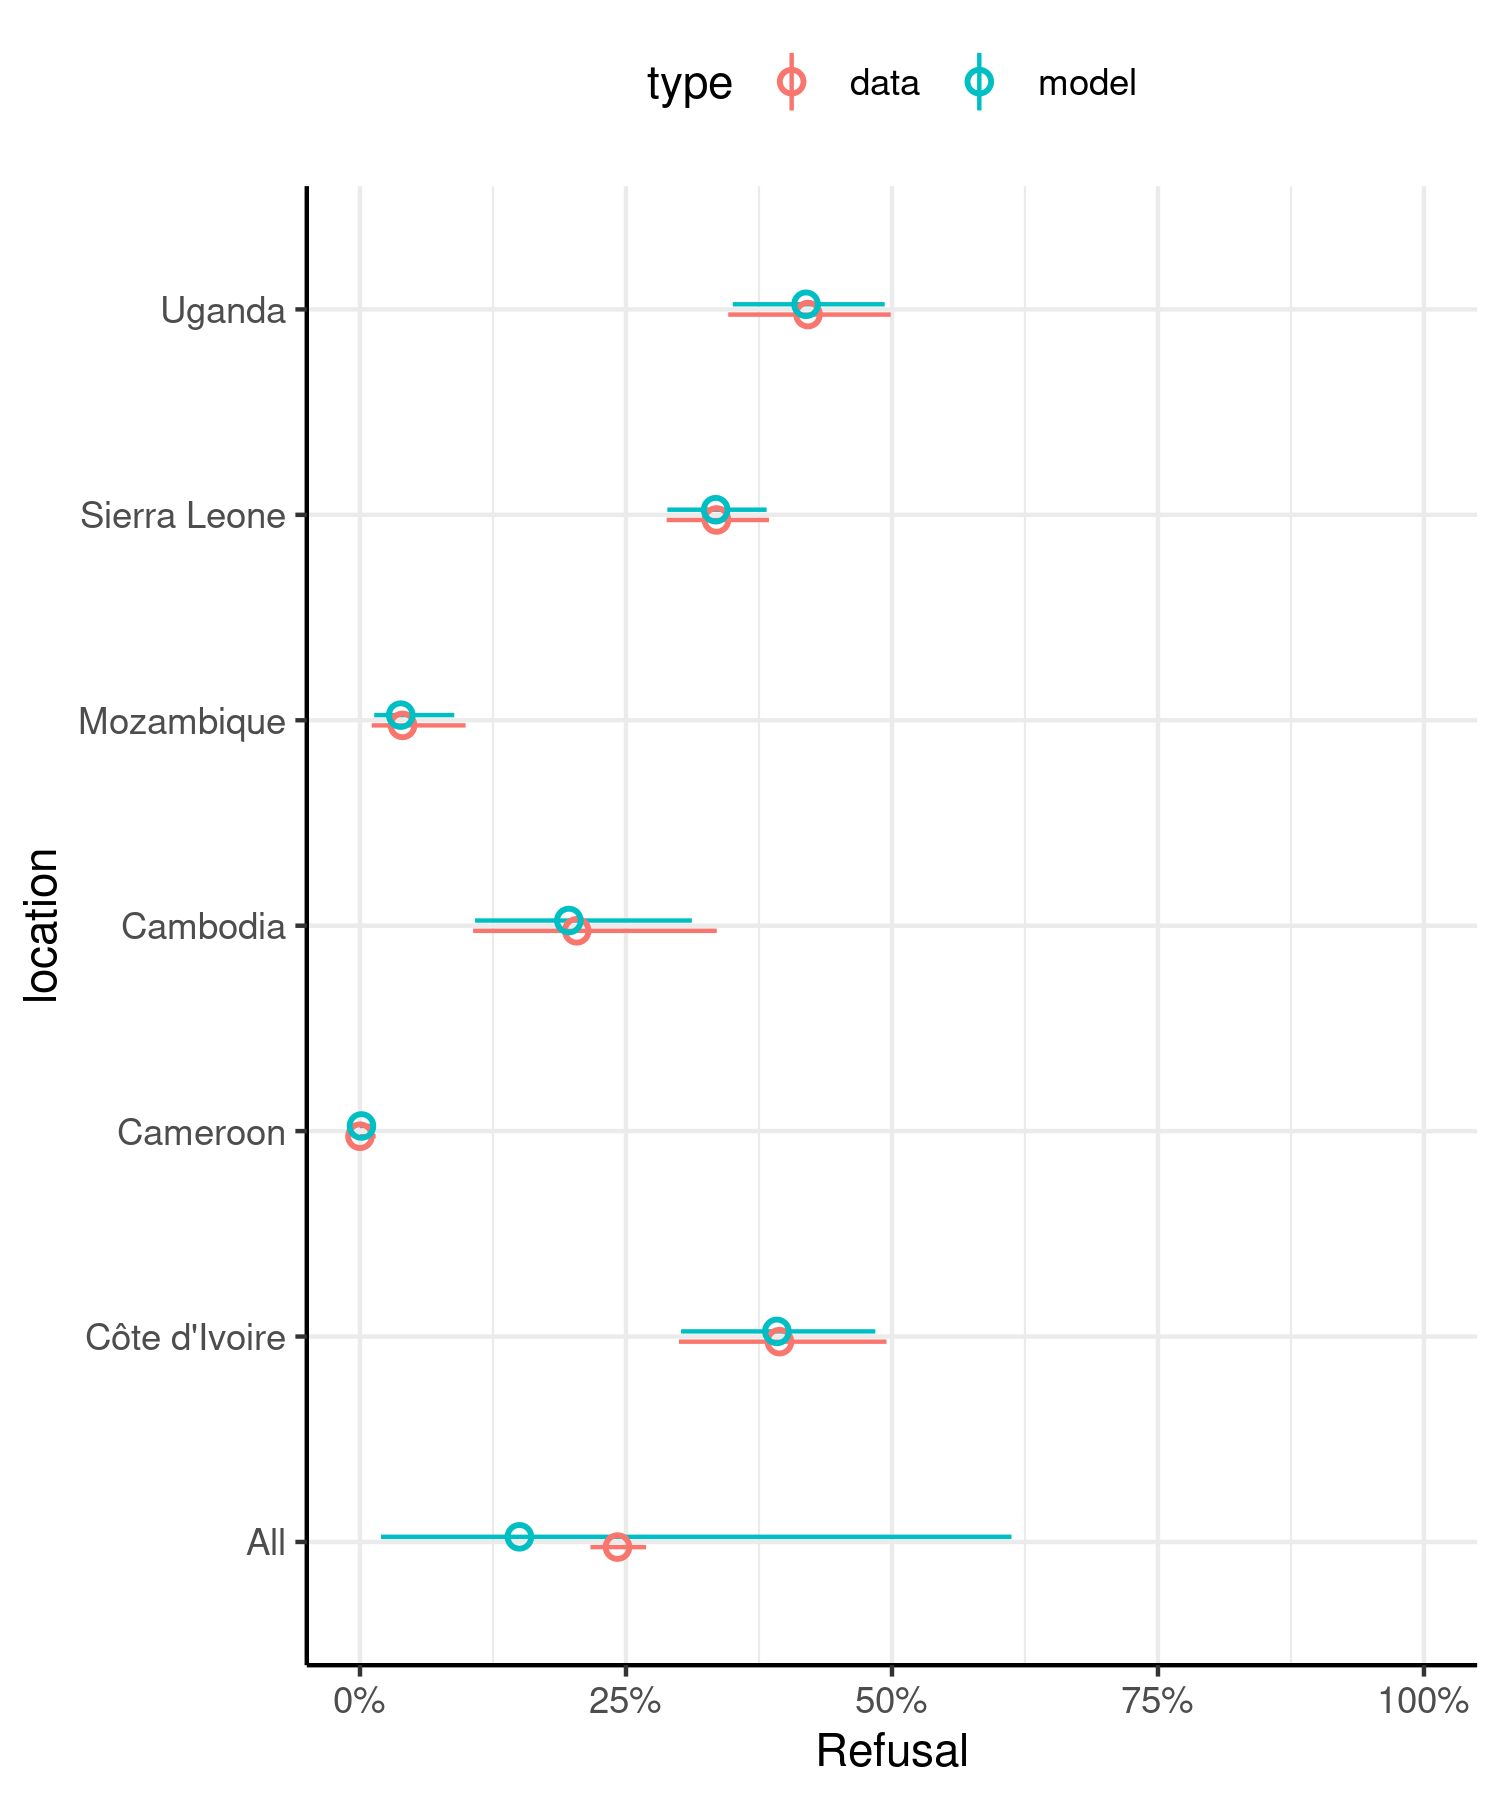 type data model
Uganda
Sierra Leone
Mozambique
Cambodia
Cameroon
Côte d'Ivoire
All
location
0% 25% 50% 75% 100%
Refusal